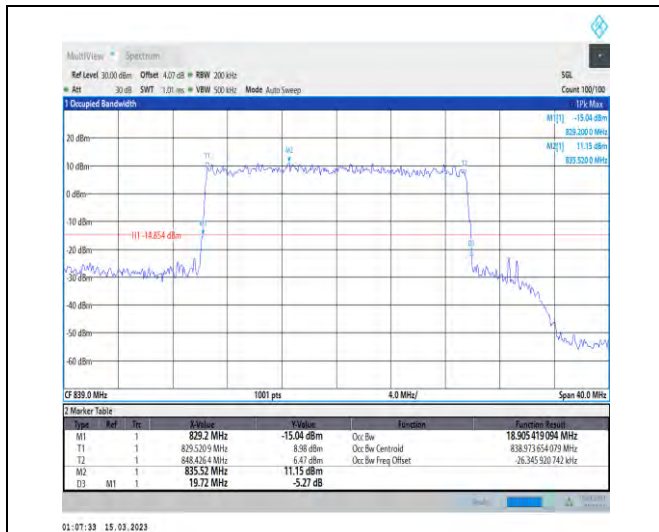 MultiView Spectrum
Ref Level 30.00 dBm Offset 4.07 dB RBW 200 kHz SGL
Att 30 dB SWT 1.01 ms VBW 500 kHz Mode Auto Sweep Count 100/100
1 Occupied Bandwidth 1Pk Max
M1[1] -15.04 dBm
829.200 0 MHz
M2[1] 11.15 dBm
835.520 0 MHz
20 dBm
T1 M2 T2
10 dBm
0 dBm
-10 dBm
H1 -14.854 dBm
D3
-20 dBm
-30 dBm
-40 dBm
-50 dBm
-60 dBm
CF 839.0 MHz 1001 pts 4.0 MHz/ Span 40.0 MHz
2 Marker Table
Type Ref Trc X-Value Y-Value Function Function Result
M1 1 829.2 MHz -15.04 dBm Occ Bw 18.905 419 094 MHz
T1 1 829.5209 MHz 8.98 dBm Occ Bw Centroid 838.973 654 079 MHz
T2 1 848.426 4 MHz 6.47 dBm Occ Bw Freq Offset -26.345 920 742 kHz
M2 1 835.52 MHz 11.15 dBm
D3 M1 1 19.72 MHz -5.27 dB
01:07:33 15.03.2023